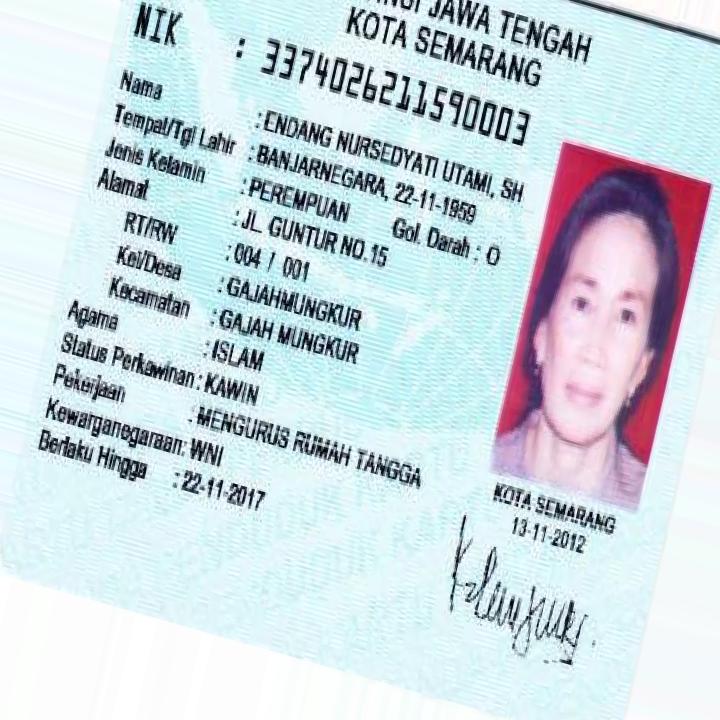 JAWA TENGAH
KOTA SEMARANG
NIK : 3374026211590003
Nama : ENDANG NURSEDYATI UTAMI, SH
Tempat/Tgl Lahir : BANJARNEGARA, 22-11-1959
Jenis Kelamin : PEREMPUAN Gol. Darah : O
Alamat : JL. GUNTUR NO.15
RT/RW : 004 / 001
Kel/Desa : GAJAHMUNGKUR
Kecamatan : GAJAH MUNGKUR
Agama : ISLAM
Status Perkawinan : KAWIN
Pekerjaan : MENGURUS RUMAH TANGGA
Kewarganegaraan: WNI
Berlaku Hingga : 22-11-2017
KOTA SEMARANG
13-11-2012